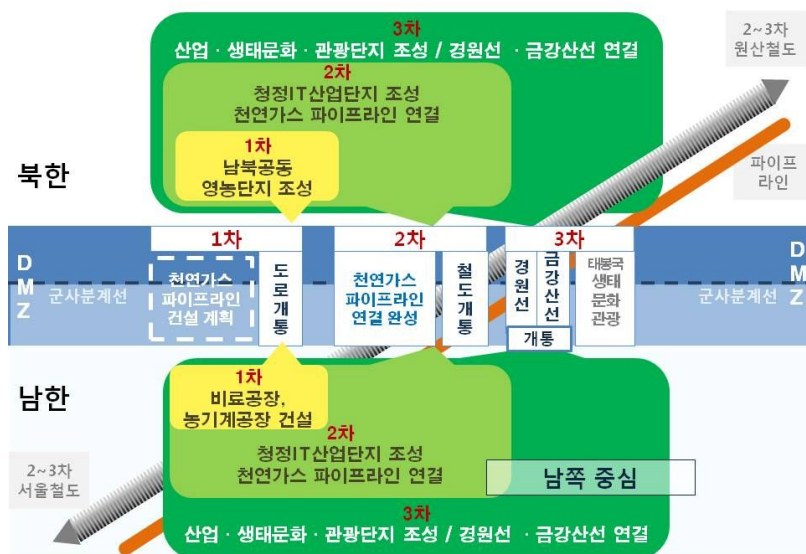 3차
산업 · 생태문화 · 관광단지 조성 / 경원선 · 금강산선 연결
2차
청정IT산업단지 조성
천연가스 파이프라인 연결
1차
남북공동
영농단지 조성
2~3차
원산철도
파이프
라인
북한
1차
2차
3차
DMZ
군사분계선
천연가스
파이프라인
건설 계획
도로개통
천연가스
파이프라인
연결 완성
철도개통
경원선
금강산선
개통
태봉국
생태
문화
관광
군사분계선
DMZ
남한
1차
비료공장,
농기계공장 건설
2차
청정IT산업단지 조성
천연가스 파이프라인 연결
남쪽 중심
2~3차
서울철도
3차
산업 · 생태문화 · 관광단지 조성 / 경원선 · 금강산선 연결